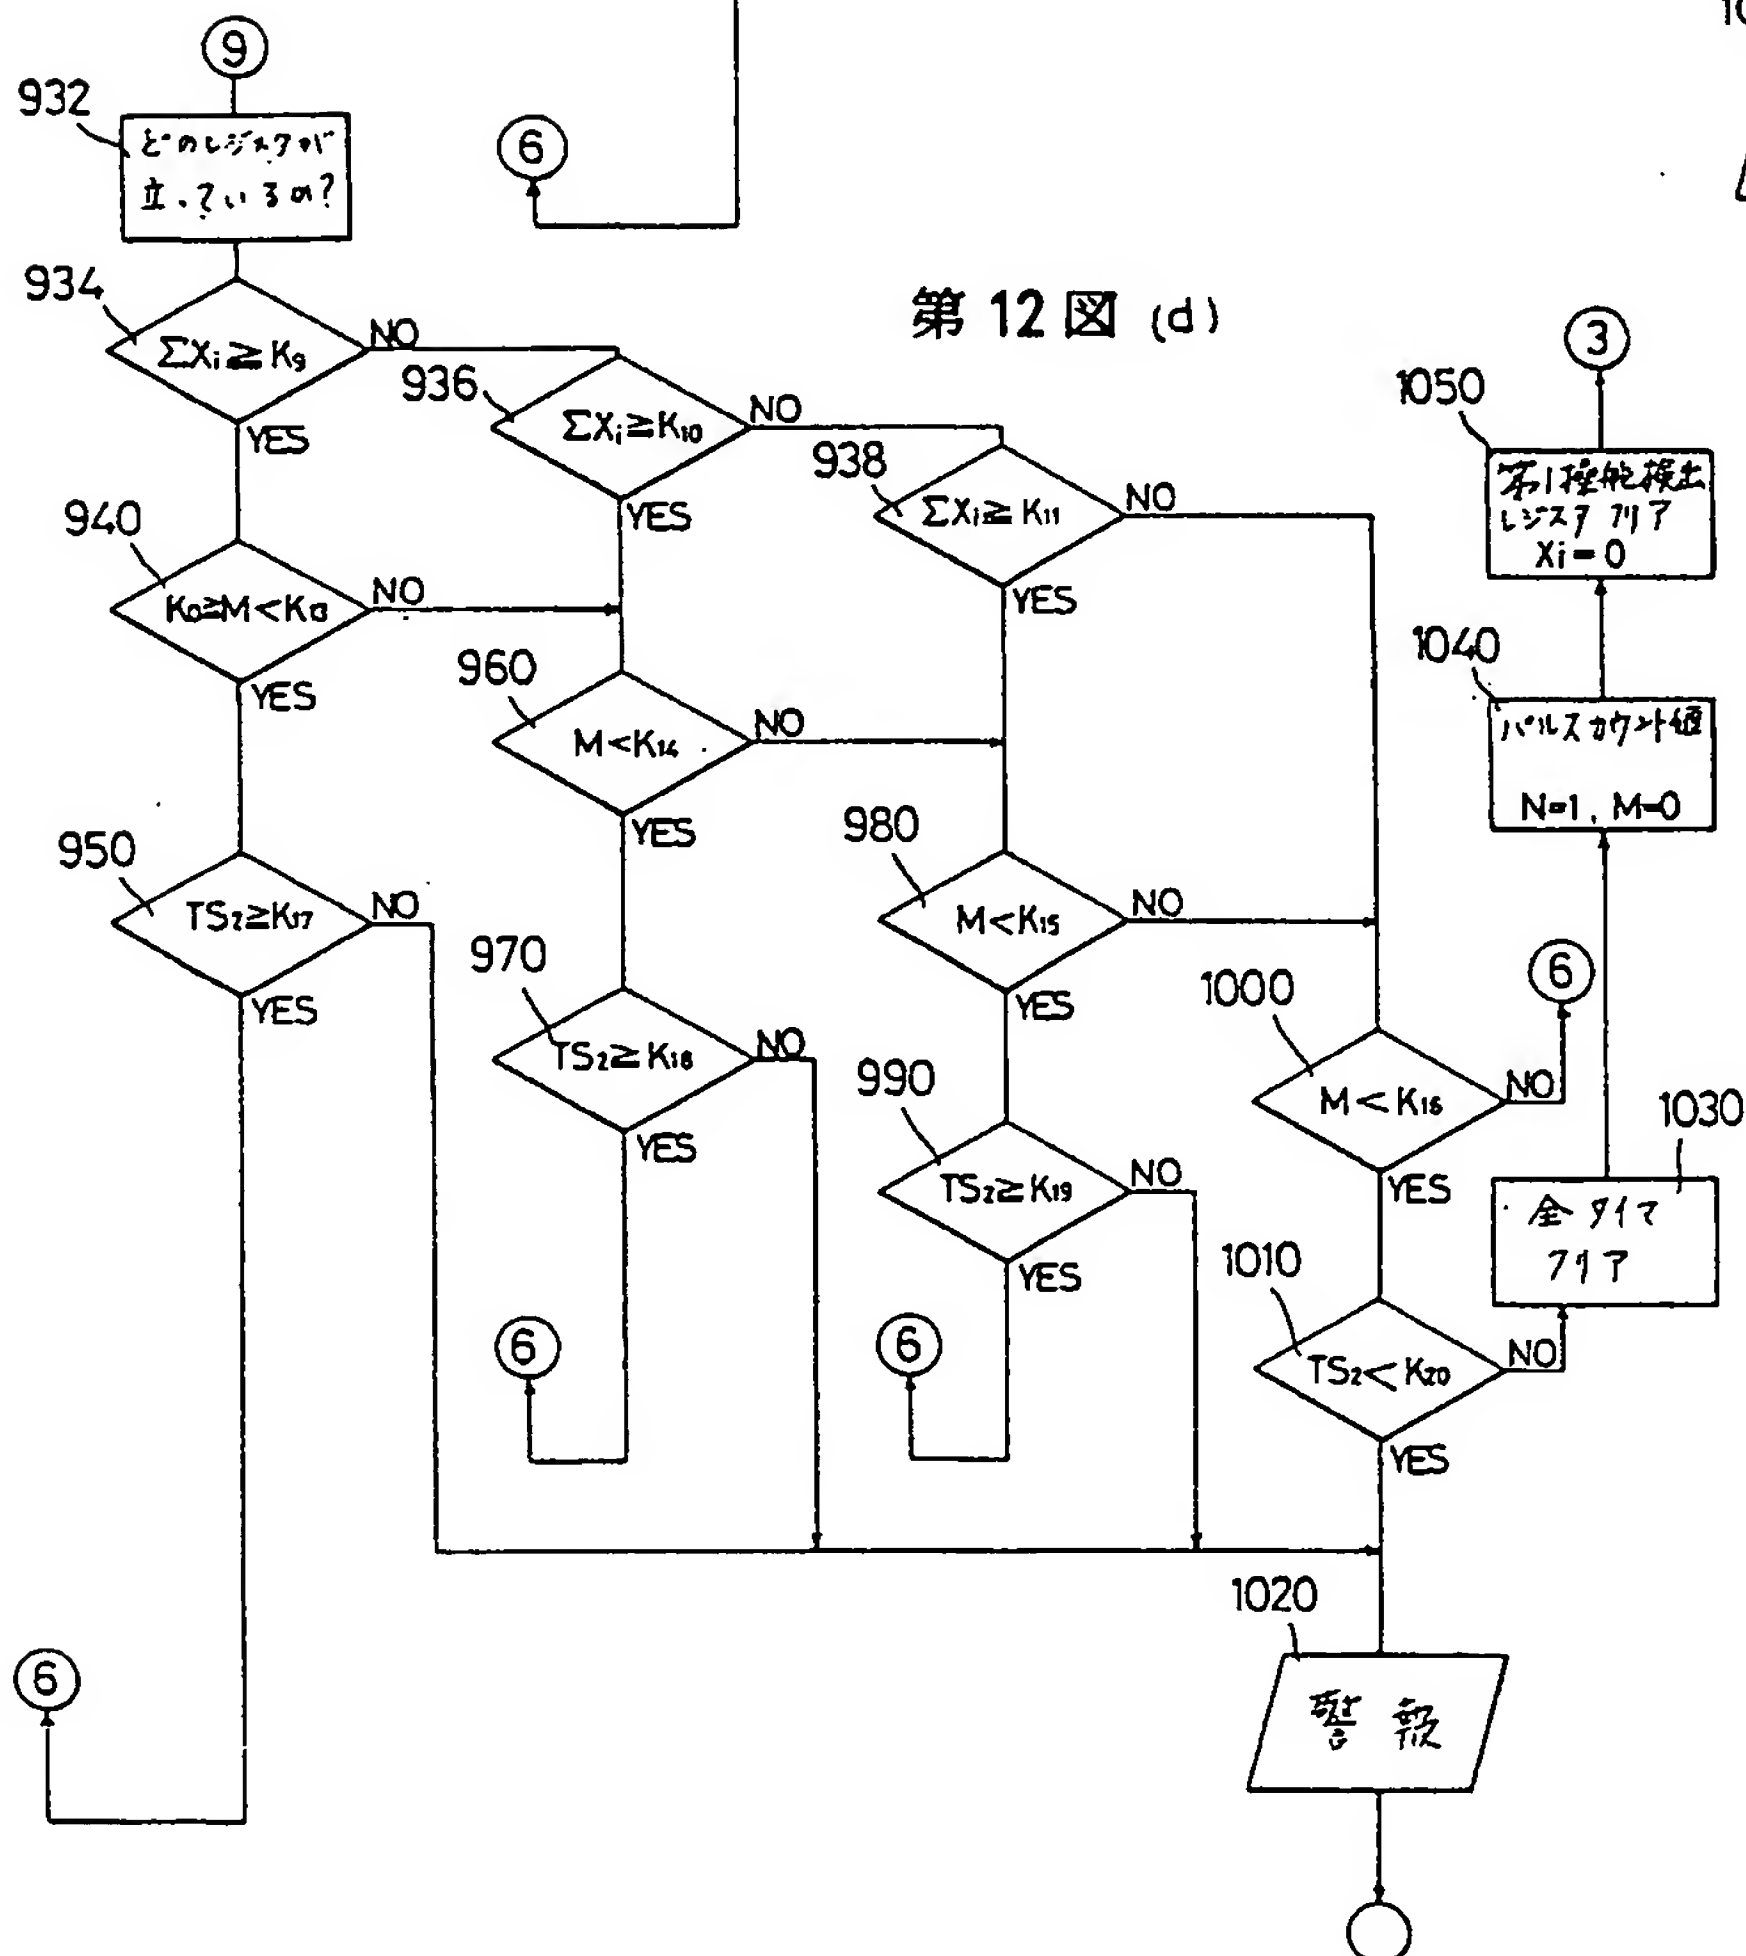 10
9
932
どのレジスタが
立っているの?
6
934
ΣXi≧K9
NO
YES
第12図 (d)
936
ΣXi≧K10
NO
YES
938
ΣXi≧K11
NO
YES
3
1050
第1操舵検出
レジスタ クリア
Xi=0
940
K0≧M<K13
NO
YES
960
M<K14
NO
YES
1040
パルスカウント値
N=1, M=0
950
TS2≧K17
NO
YES
980
M<K15
NO
YES
970
TS2≧K18
NO
YES
6
1000
M<K16
NO
YES
990
TS2≧K19
NO
YES
1030
全タイマ
クリア
1010
TS2<K20
NO
YES
6
6
1020
警報
6